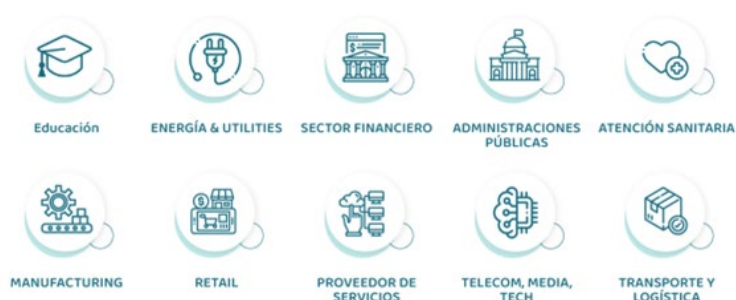 Educación
ENERGÍA & UTILITIES
SECTOR FINANCIERO
ADMINISTRACIONES
PÚBLICAS
ATENCIÓN SANITARIA
MANUFACTURING
RETAIL
PROVEEDOR DE
SERVICIOS
TELECOM, MEDIA,
TECH
TRANSPORTE Y
LOGÍSTICA